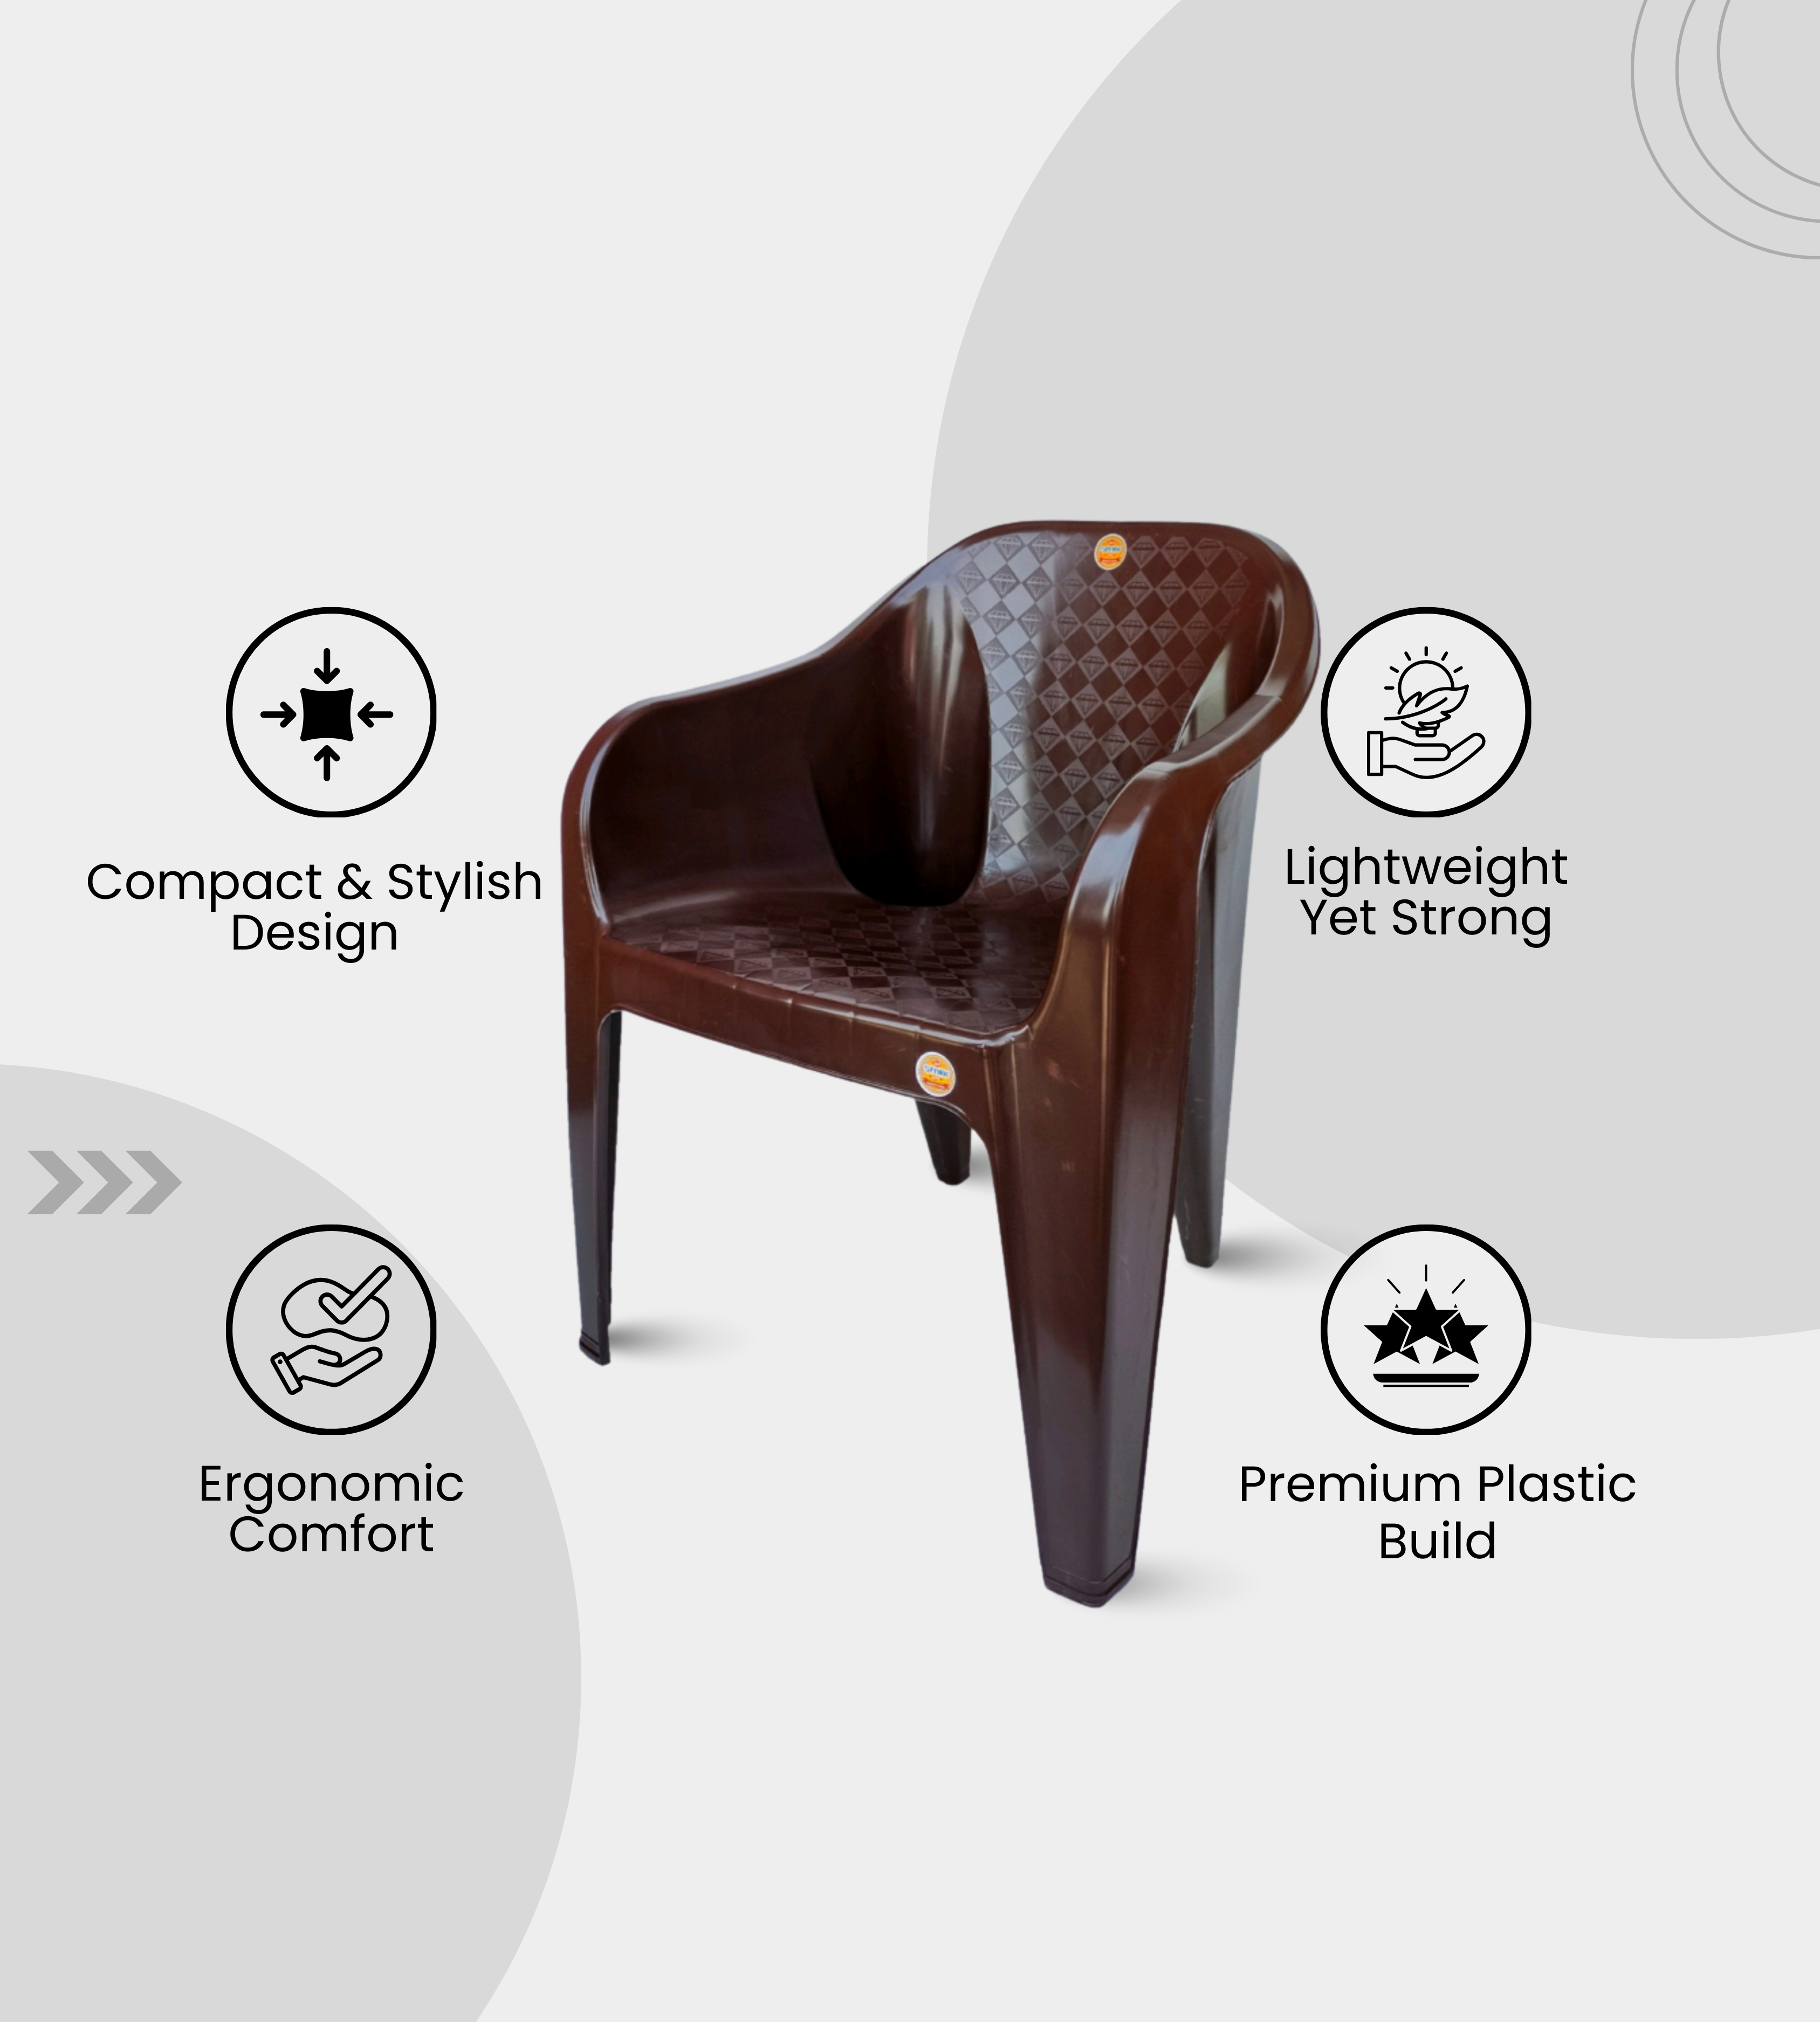 Compact & Stylish
Design
Lightweight
Yet Strong
Ergonomic
Comfort
Premium Plastic
Build